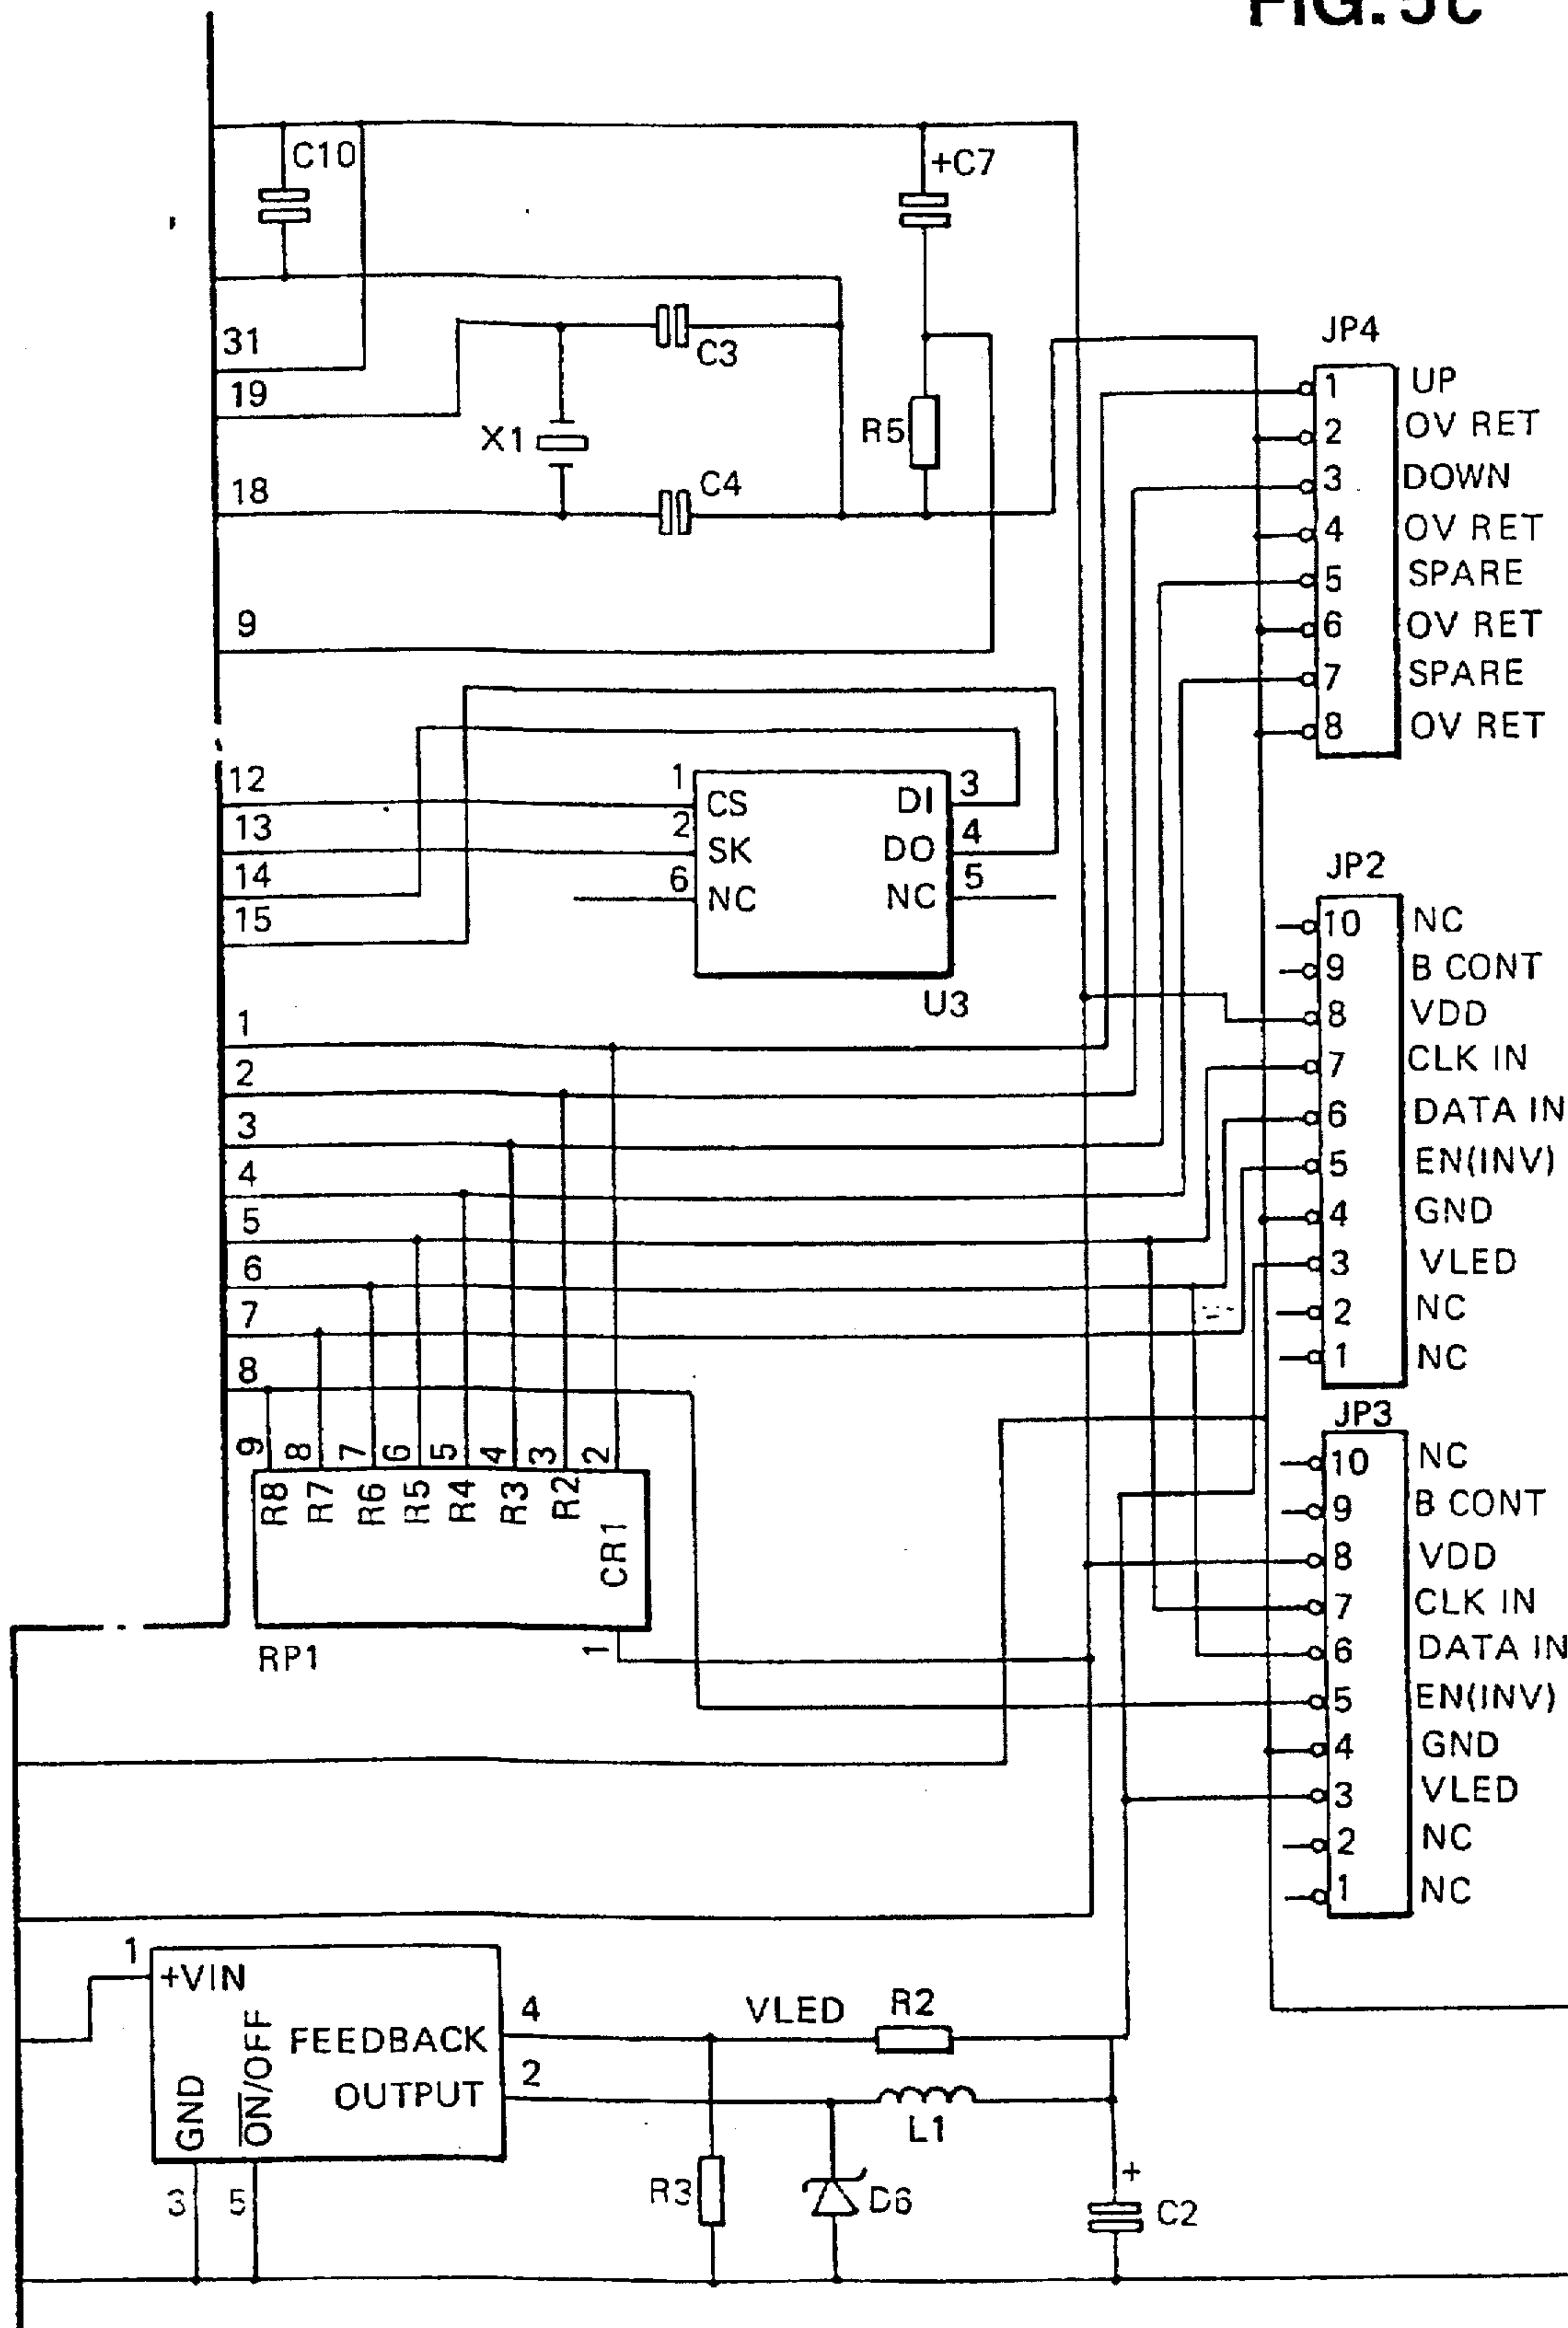 FIG. 5c
C10
+C7
31
19
C3
X1
R5
18
C4
9
JP4
1 UP
2 OV RET
3 DOWN
4 OV RET
5 SPARE
6 OV RET
7 SPARE
8 OV RET
12
13
14
15
1 CS
2 SK
6 NC
DI 3
DO 4
NC 5
U3
JP2
10 NC
9 B CONT
8 VDD
7 CLK IN
6 DATA IN
5 EN(INV)
4 GND
3 VLED
2 NC
1 NC
1
2
3
4
5
6
7
8
9 8 7 6 5 4 3 2
R8 R7 R6 R5 R4 R3 R2 CR1
RP1
1
JP3
10 NC
9 B CONT
8 VDD
7 CLK IN
6 DATA IN
5 EN(INV)
4 GND
3 VLED
2 NC
1 NC
1
+VIN
FEEDBACK 4
OUTPUT 2
GND
ON/OFF
3
5
VLED
R2
L1
R3
D6
+
C2